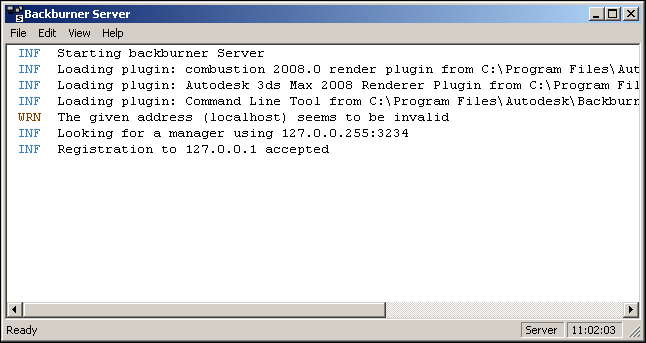 Backburner Server
File Edit View Help
INF Starting backburner Server
INF Loading plugin: combustion 2008.0 render plugin from C:\Program Files\Aut
INF Loading plugin: Autodesk 3ds Max 2008 Renderer Plugin from C:\Program Fil
INF Loading plugin: Command Line Tool from C:\Program Files\Autodesk\Backburn
WRN The given address (localhost) seems to be invalid
INF Looking for a manager using 127.0.0.255:3234
INF Registration to 127.0.0.1 accepted
Ready Server 11:02:03